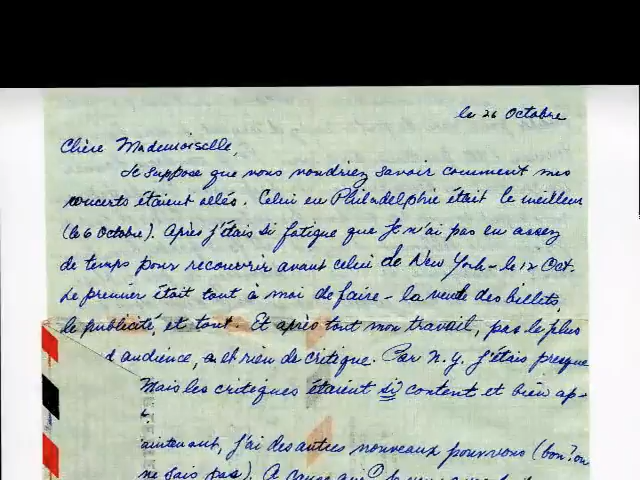 le 26 Octobre
Chère Mademoiselle,
Je suppose que vous voudriez savoir comment mes
concerts étaient allés. Celui en Philadelphie était le meilleur
(le 6 Octobre). Après j'étais si fatigue que je n'ai pas eu assez
de temps pour recouvrir avant celui de New York - le 12 Oct.
Le premier était tout à moi de faire - la vente des billets,
le publicité, et tout. Et après tout mon travail, pas le plus
d'audience, et rien de critique. Par N.Y. j'étais presque
Mais les critiques étaient si content et bien ap-
aintenant, j'ai des autres nouveaux pourvons (bon? ou
ne sais pas). A cause que